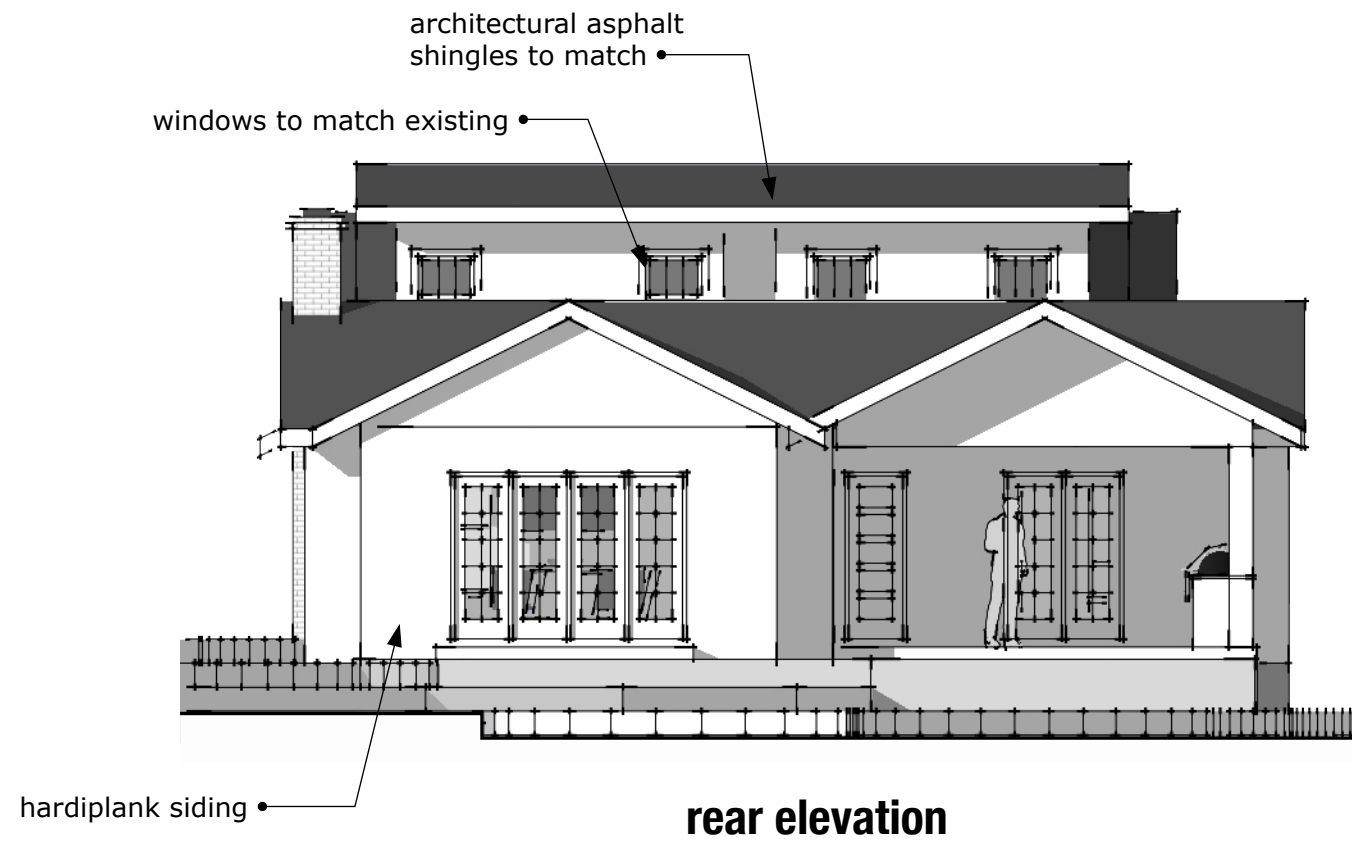 architectural asphalt
shingles to match
windows to match existing
hardiplank siding
rear elevation